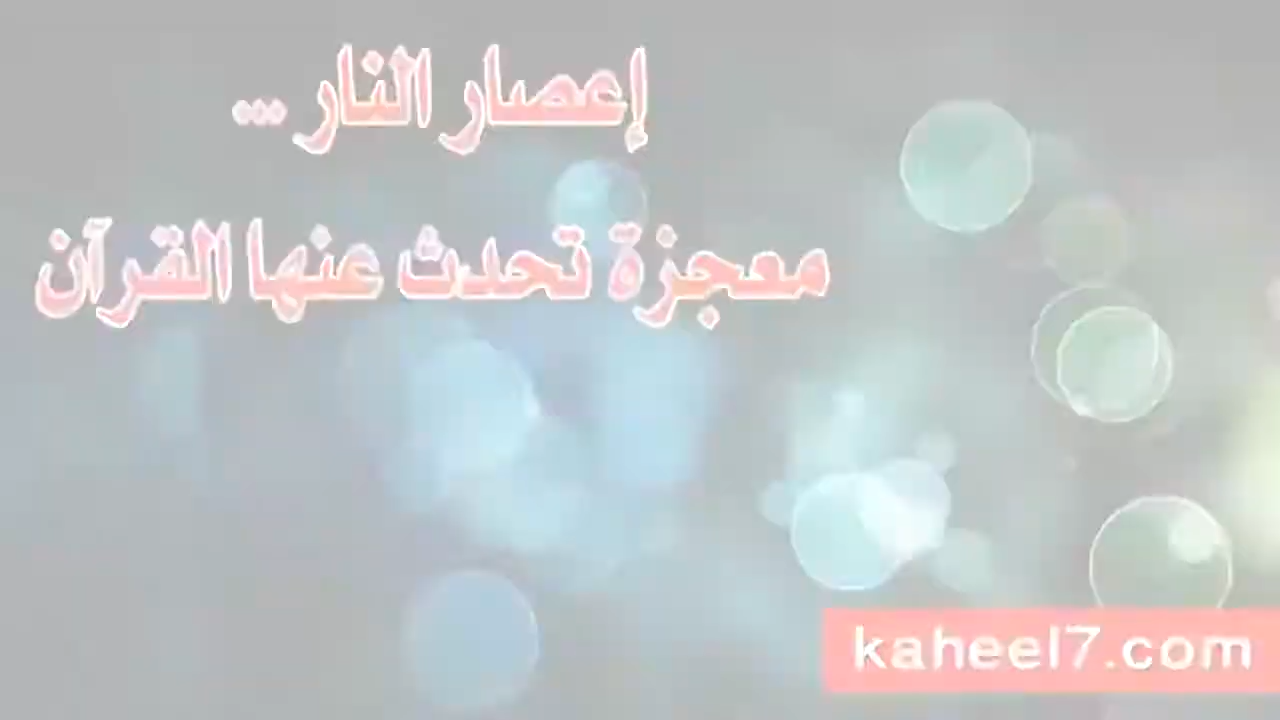 إعصار النار ...
معجزة تحدث عنها القرآن
kaheel7.com